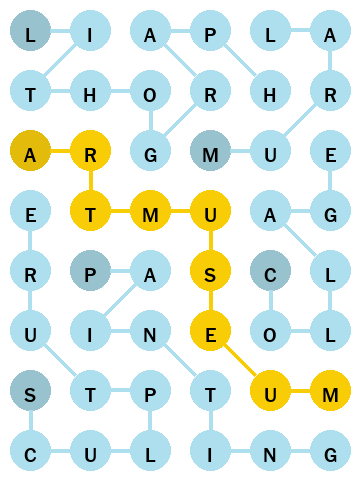 L I A P L A
T H O R H R
A R G M U E
E T M U A G
R P A S C L
U I N E O L
S T P T U M
C U L I N G